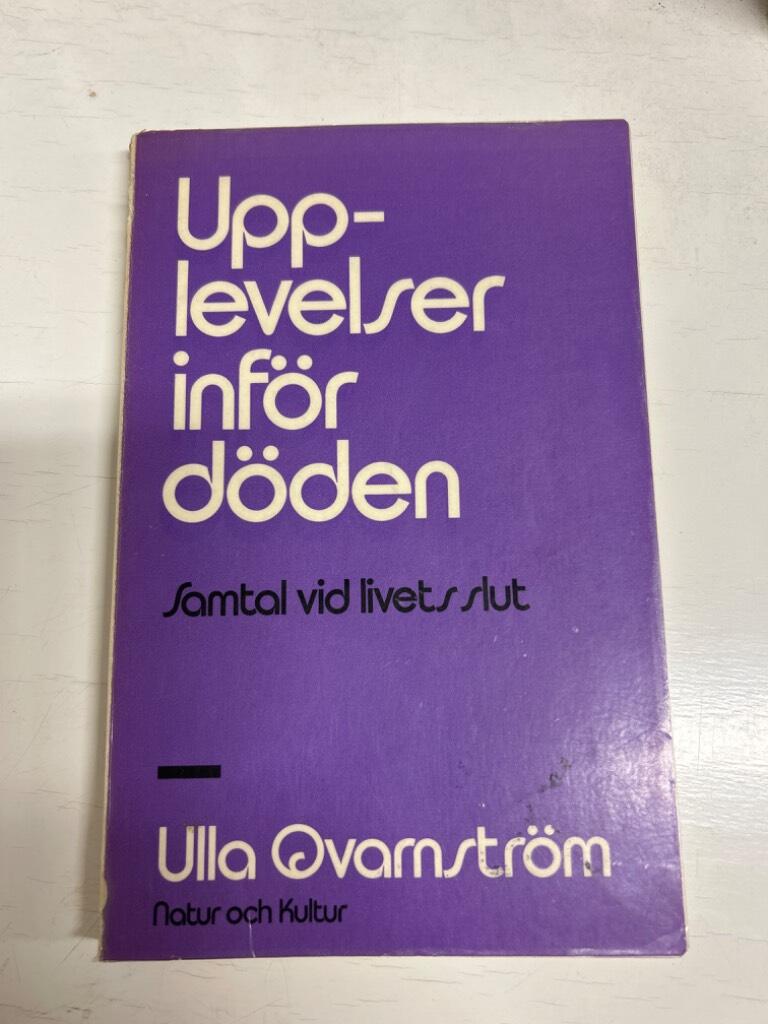 Upp-
levelser
inför
döden
Samtal vid livets slut
Ulla Qvarnström
Natur och Kultur